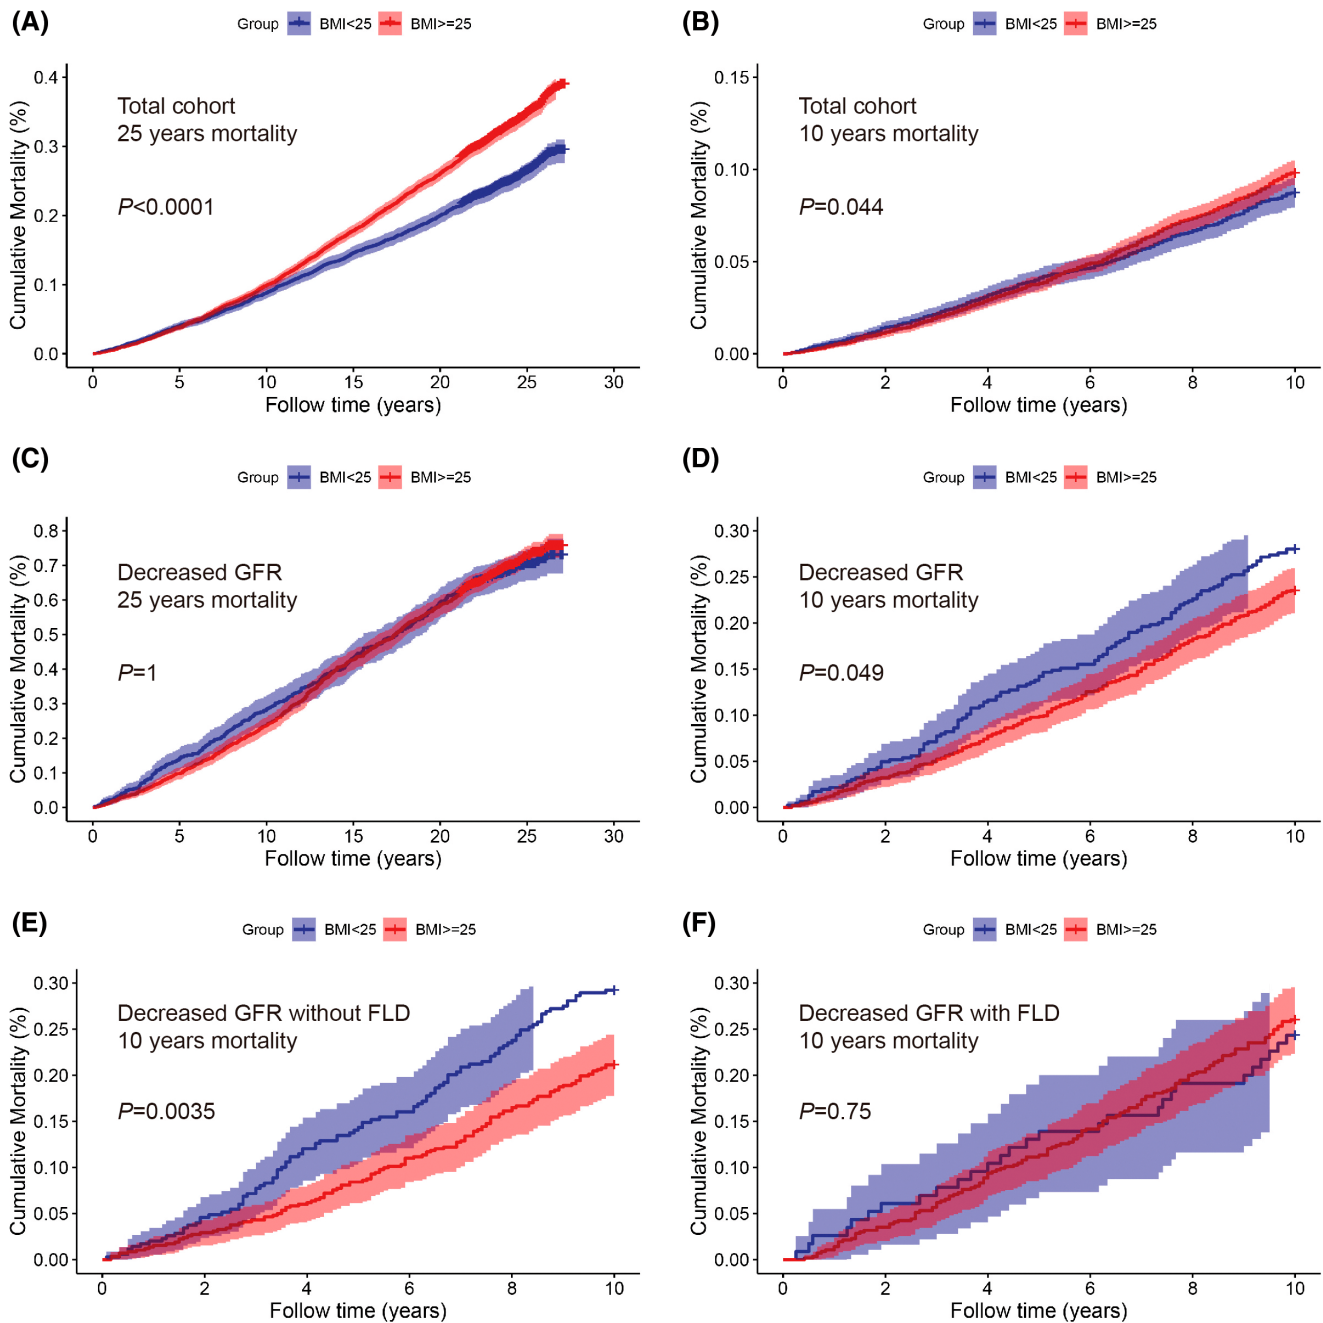 (A)
Group BMI<25 BMI>=25
Cumulative Mortality (%)
0.4
0.3
0.2
0.1
0.0
Total cohort
25 years mortality
P<0.0001
0 5 10 15 20 25 30
Follow time (years)
(B)
Group BMI<25 BMI>=25
Cumulative Mortality (%)
0.15
0.10
0.05
0.00
Total cohort
10 years mortality
P=0.044
0 2 4 6 8 10
Follow time (years)
(C)
Group BMI<25 BMI>=25
Cumulative Mortality (%)
0.8
0.7
0.6
0.5
0.4
0.3
0.2
0.1
0.0
Decreased GFR
25 years mortality
P=1
0 5 10 15 20 25 30
Follow time (years)
(D)
Group BMI<25 BMI>=25
Cumulative Mortality (%)
0.30
0.25
0.20
0.15
0.10
0.05
0.00
Decreased GFR
10 years mortality
P=0.049
0 2 4 6 8 10
Follow time (years)
(E)
Group BMI<25 BMI>=25
Cumulative Mortality (%)
0.30
0.25
0.20
0.15
0.10
0.05
0.00
Decreased GFR without FLD
10 years mortality
P=0.0035
0 2 4 6 8 10
Follow time (years)
(F)
Group BMI<25 BMI>=25
Cumulative Mortality (%)
0.30
0.25
0.20
0.15
0.10
0.05
0.00
Decreased GFR with FLD
10 years mortality
P=0.75
0 2 4 6 8 10
Follow time (years)